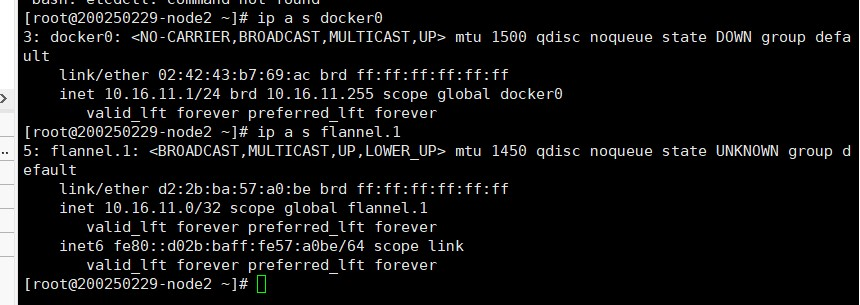 -bash: etcdctl: command not found
[root@200250229-node2 ~]# ip a s docker0
3: docker0: <NO-CARRIER,BROADCAST,MULTICAST,UP> mtu 1500 qdisc noqueue state DOWN group defa
ult
    link/ether 02:42:43:b7:69:ac brd ff:ff:ff:ff:ff:ff
    inet 10.16.11.1/24 brd 10.16.11.255 scope global docker0
       valid_lft forever preferred_lft forever
[root@200250229-node2 ~]# ip a s flannel.1
5: flannel.1: <BROADCAST,MULTICAST,UP,LOWER_UP> mtu 1450 qdisc noqueue state UNKNOWN group d
efault
    link/ether d2:2b:ba:57:a0:be brd ff:ff:ff:ff:ff:ff
    inet 10.16.11.0/32 scope global flannel.1
       valid_lft forever preferred_lft forever
    inet6 fe80::d02b:baff:fe57:a0be/64 scope link
       valid_lft forever preferred_lft forever
[root@200250229-node2 ~]#